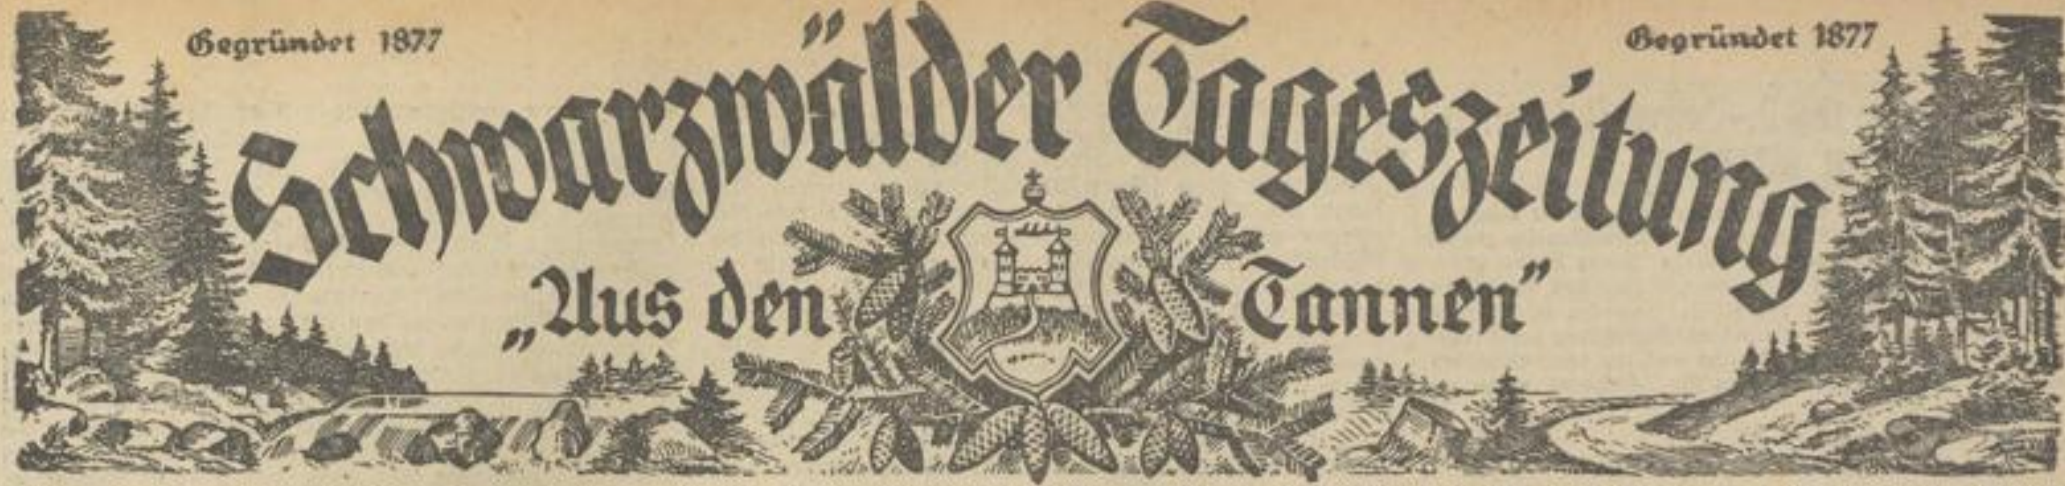 Gegründet 1877 Gegründet 1877
Schwarzwälder Tageszeitung
„Aus den Tannen“